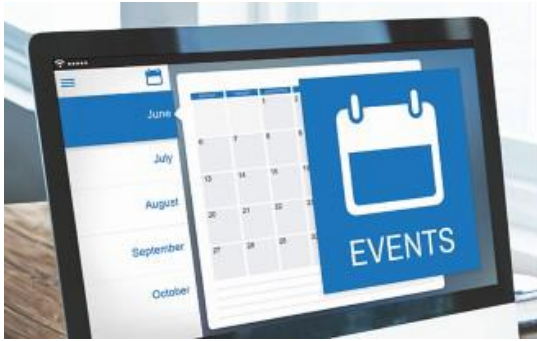 June
July
August
September
October
1 2
6 7 8 9
13 14 15
20 21 22
27 28 29
EVENTS